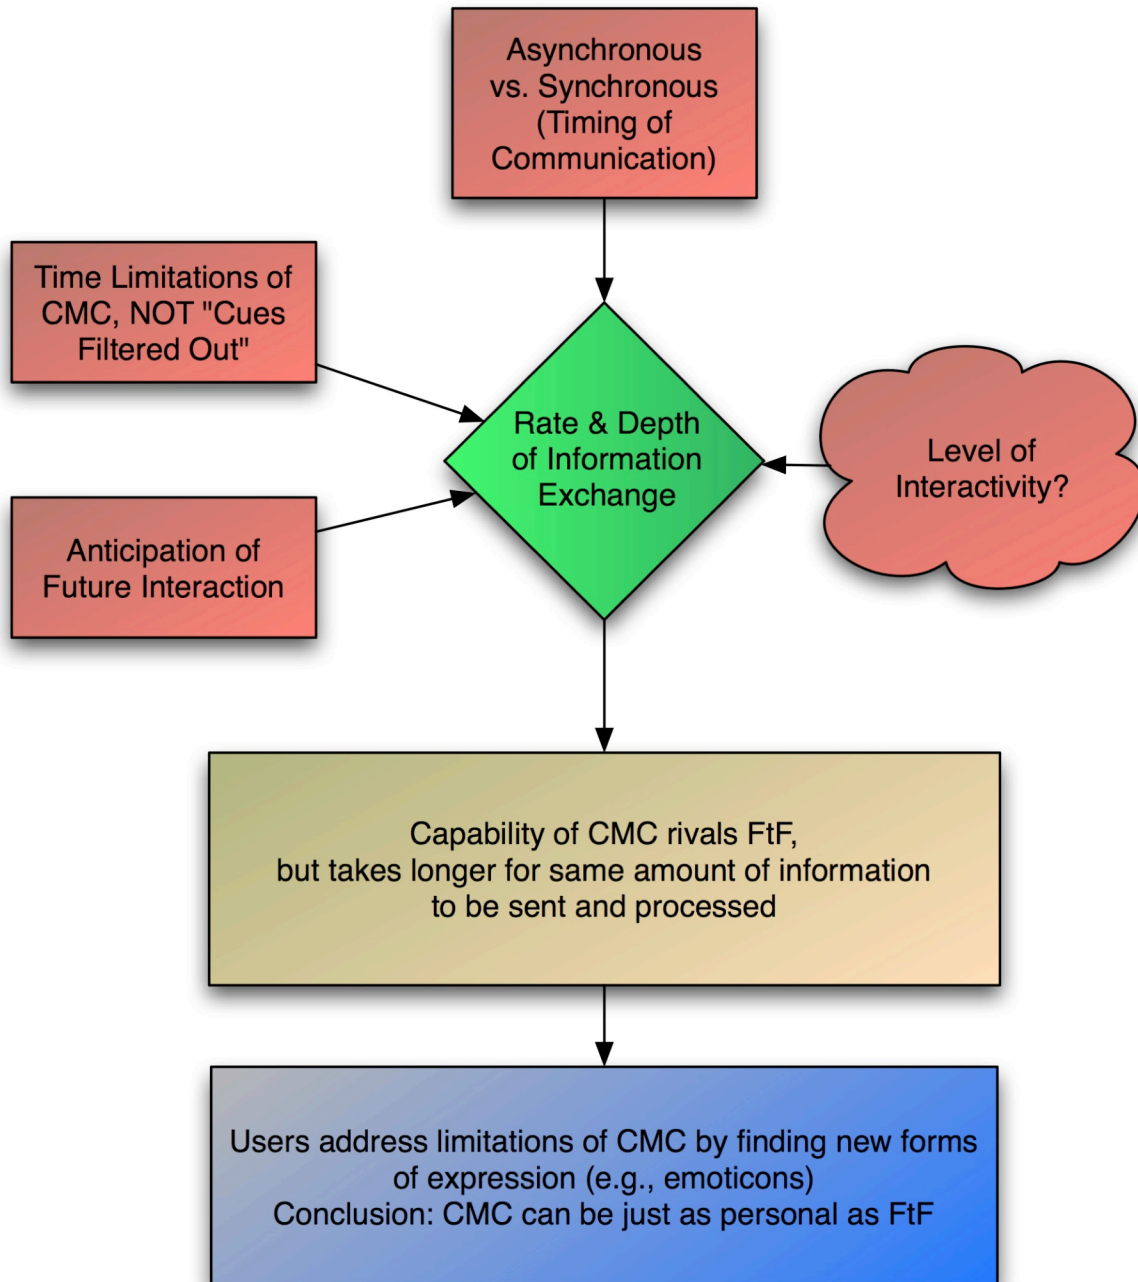 Asynchronous
vs. Synchronous
(Timing of
Communication)
Time Limitations of
CMC, NOT "Cues
Filtered Out"
Rate & Depth
of Information
Exchange
Level of
Interactivity?
Anticipation of
Future Interaction
Capability of CMC rivals FtF,
but takes longer for same amount of information
to be sent and processed
Users address limitations of CMC by finding new forms
of expression (e.g., emoticons)
Conclusion: CMC can be just as personal as FtF